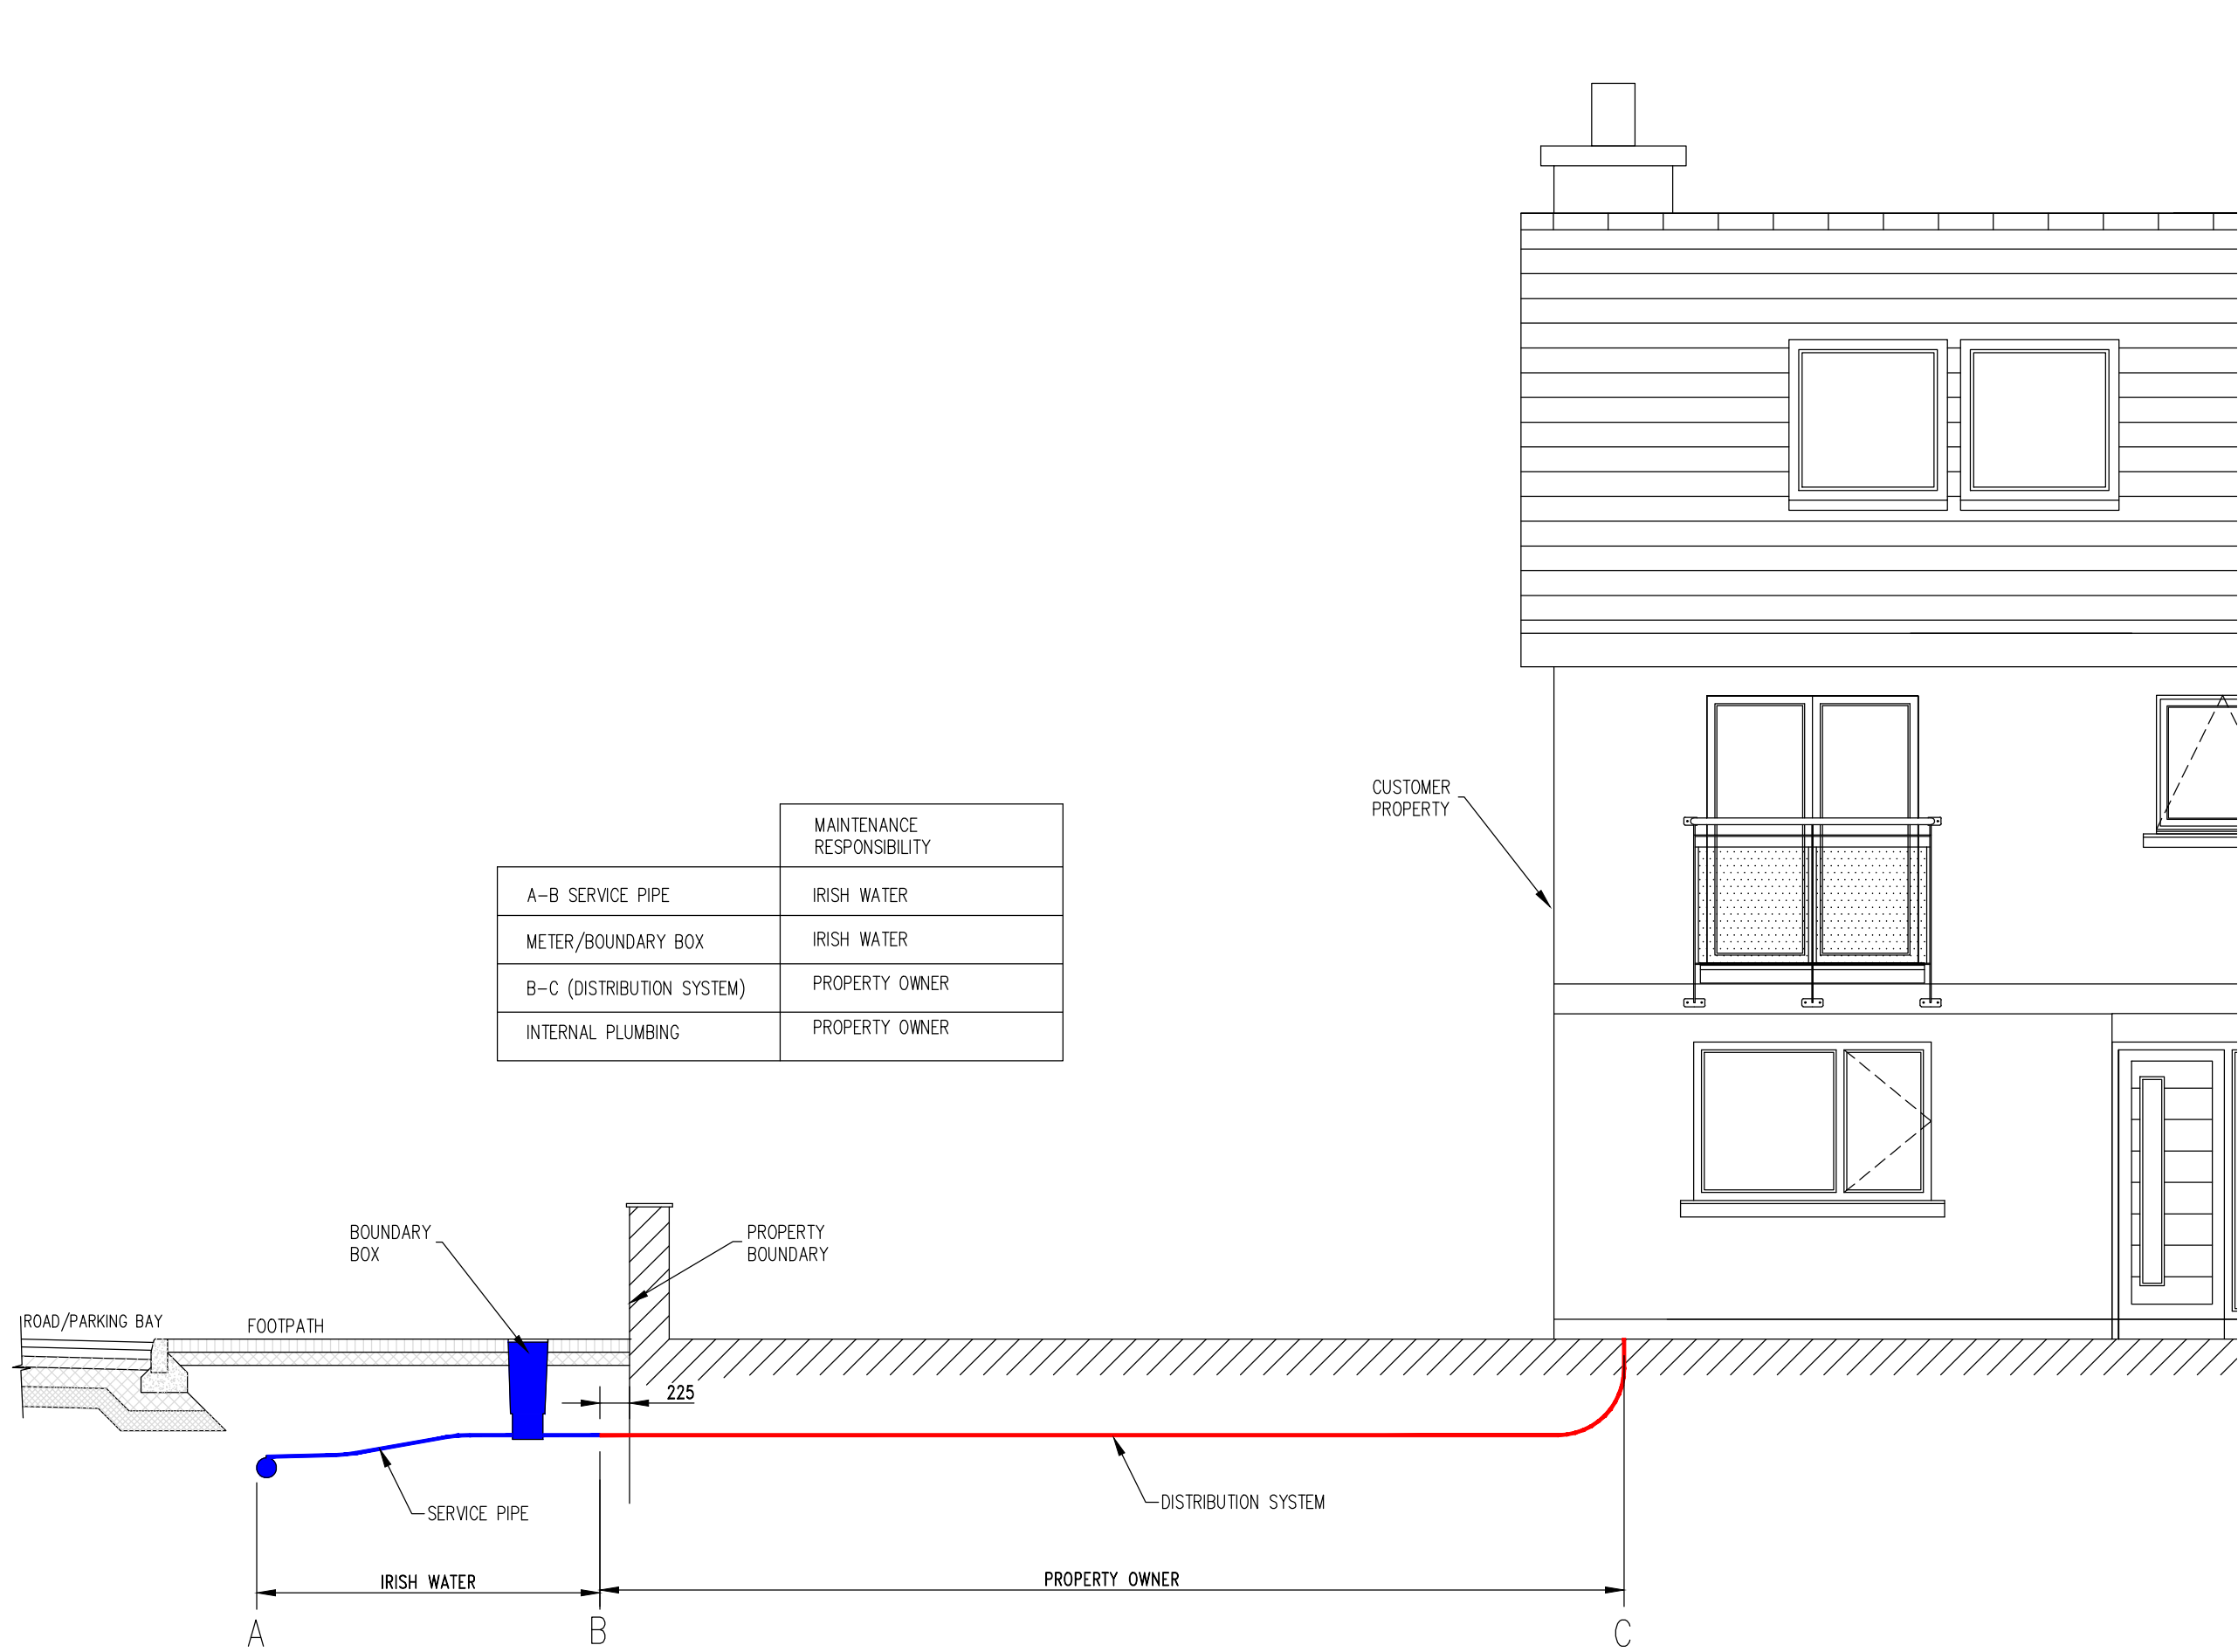 CUSTOMER
PROPERTY
MAINTENANCE
RESPONSIBILITY
A-B SERVICE PIPE
IRISH WATER
METER/BOUNDARY BOX
IRISH WATER
B-C (DISTRIBUTION SYSTEM)
PROPERTY OWNER
INTERNAL PLUMBING
PROPERTY OWNER
BOUNDARY
BOX
PROPERTY
BOUNDARY
ROAD/PARKING BAY
FOOTPATH
225
SERVICE PIPE
DISTRIBUTION SYSTEM
IRISH WATER
PROPERTY OWNER
A
B
C